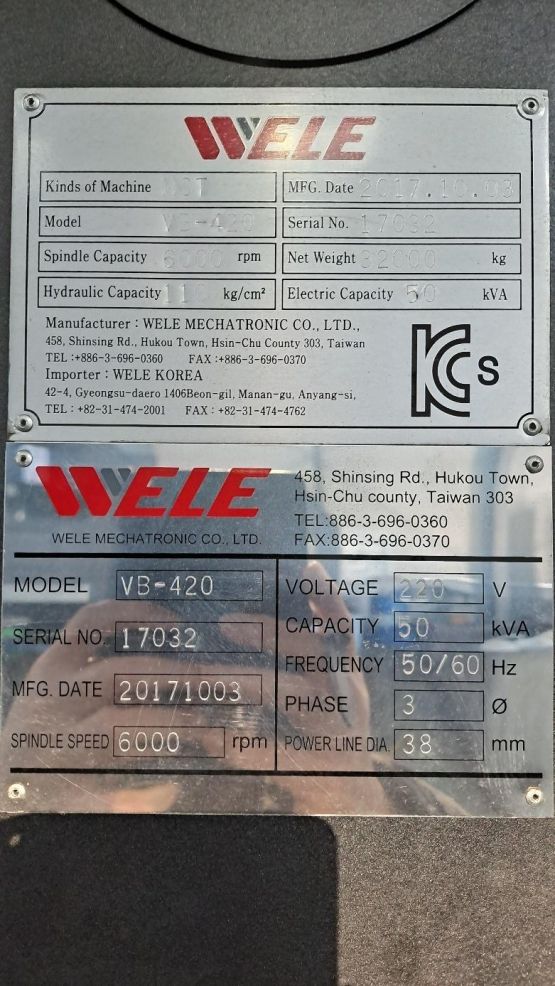 WELE
Kinds of Machine
MFG. Date 2017.10.03
Model VB-420
Serial No. 17032
Spindle Capacity 6000 rpm
Net Weight 32000 kg
Hydraulic Capacity kg/cm²
Electric Capacity 50 kVA
Manufacturer : WELE MECHATRONIC CO., LTD.,
458, Shinsing Rd., Hukou Town, Hsin-Chu County 303, Taiwan
TEL :+886-3-696-0360 FAX :+886-3-696-0370
Importer : WELE KOREA
42-4, Gyeongsu-daero 1406Beon-gil, Manan-gu, Anyang-si,
TEL : +82-31-474-2001 FAX : +82-31-474-4762
KCs
WELE
WELE MECHATRONIC CO., LTD.
458, Shinsing Rd., Hukou Town,
Hsin-Chu county, Taiwan 303
TEL:886-3-696-0360
FAX:886-3-696-0370
MODEL VB-420
SERIAL NO. 17032
MFG. DATE 20171003
SPINDLE SPEED 6000 rpm
VOLTAGE 220 V
CAPACITY 50 kVA
FREQUENCY 50/60 Hz
PHASE 3 Ø
POWER LINE DIA. 38 mm